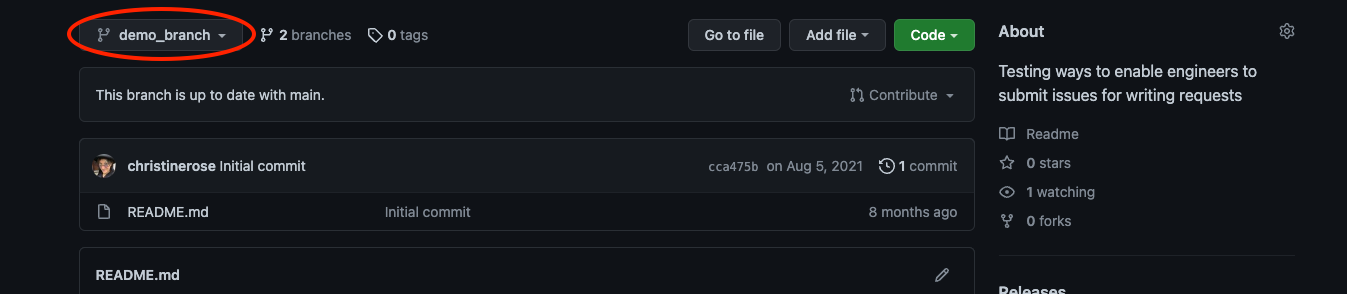 demo_branch 2 branches 0 tags Go to file Add file Code
This branch is up to date with main. Contribute
christinerose Initial commit cca475b on Aug 5, 2021 1 commit
README.md Initial commit 8 months ago
README.md
About
Testing ways to enable engineers to
submit issues for writing requests
Readme
0 stars
1 watching
0 forks
Releases